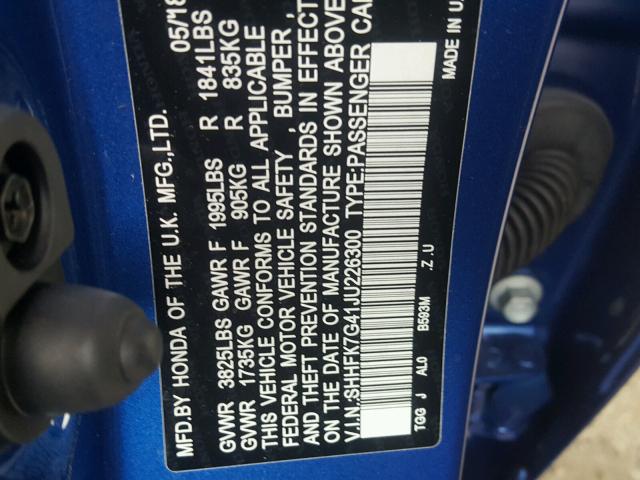 MFD.BY HONDA OF THE U.K. MFG.,LTD. 05/18
GVWR 3825LBS GAWR F 1995LBS R 1841LBS
GVWR 1735KG GAWR F 905KG R 835KG
THIS VEHICLE CONFORMS TO ALL APPLICABLE
FEDERAL MOTOR VEHICLE SAFETY , BUMPER ,
AND THEFT PREVENTION STANDARDS IN EFFECT
ON THE DATE OF MANUFACTURE SHOWN ABOVE
V.I.N.:SHHFK7G41JU226300 TYPE:PASSENGER CAR
TGG J AL0 B593M .Z .U MADE IN U.